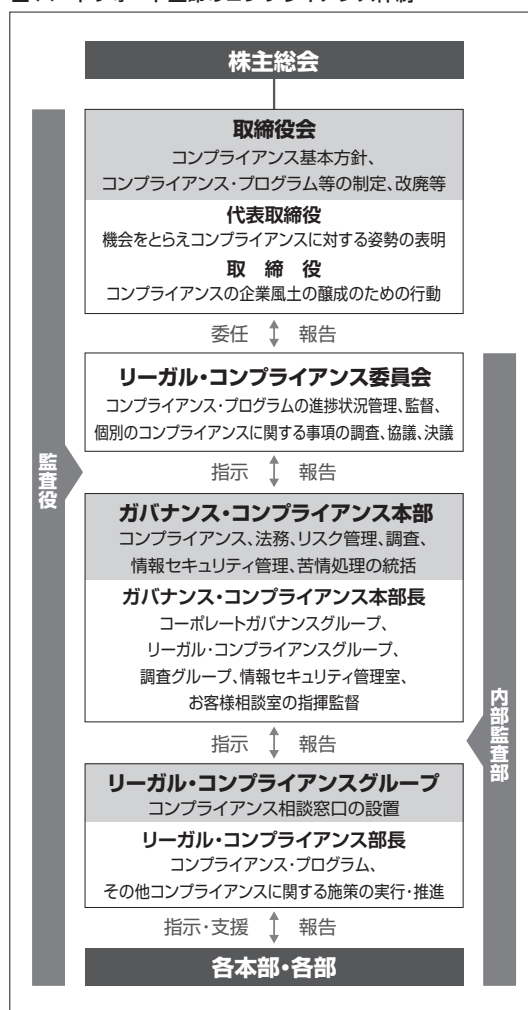 株主総会
取締役会
コンプライアンス基本方針、
コンプライアンス・プログラム等の制定、改廃等
代表取締役
機会をとらえコンプライアンスに対する姿勢の表明
取 締 役
コンプライアンスの企業風土の醸成のための行動
委任 報告
リーガル・コンプライアンス委員会
コンプライアンス・プログラムの進捗状況管理、監督、
個別のコンプライアンスに関する事項の調査、協議、決議
指示 報告
ガバナンス・コンプライアンス本部
コンプライアンス、法務、リスク管理、調査、
情報セキュリティ管理、苦情処理の統括
ガバナンス・コンプライアンス本部長
コーポレートガバナンスグループ、
リーガル・コンプライアンスグループ、
調査グループ、情報セキュリティ管理室、
お客様相談室の指揮監督
指示 報告
リーガル・コンプライアンスグループ
コンプライアンス相談窓口の設置
リーガル・コンプライアンス部長
コンプライアンス・プログラム、
その他コンプライアンスに関する施策の実行・推進
指示・支援 報告
各本部・各部
監査役
内部監査部